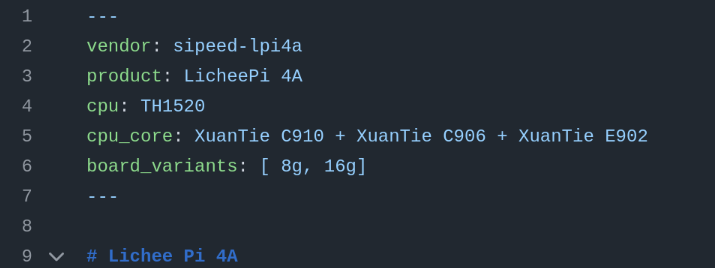 1 ---
2 vendor: sipeed-lpi4a
3 product: LicheePi 4A
4 cpu: TH1520
5 cpu_core: XuanTie C910 + XuanTie C906 + XuanTie E902
6 board_variants: [ 8g, 16g]
7 ---
8
9 # Lichee Pi 4A